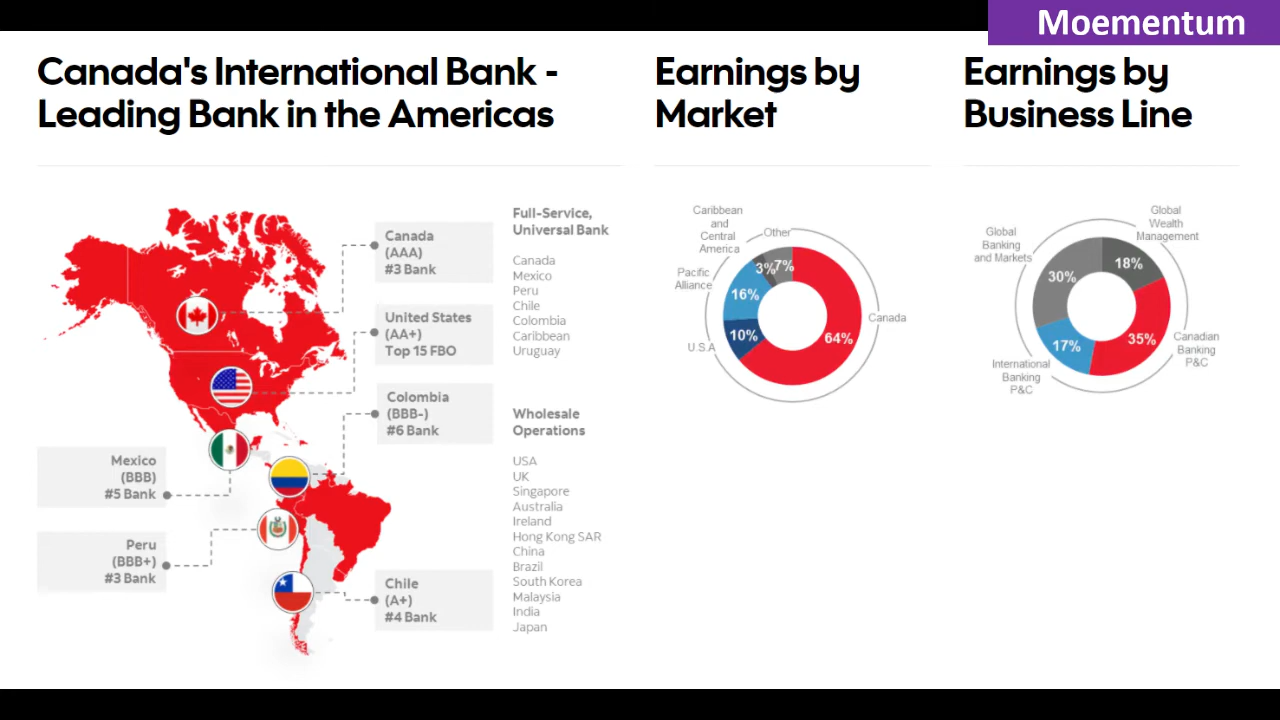 Moementum
Canada's International Bank -
Leading Bank in the Americas
Canada
(AAA)
#3 Bank
United States
(AA+)
Top 15 FBO
Colombia
(BBB-)
#6 Bank
Mexico
(BBB)
#5 Bank
Peru
(BBB+)
#3 Bank
Chile
(A+)
#4 Bank
Full-Service,
Universal Bank
Canada
Mexico
Peru
Chile
Colombia
Caribbean
Uruguay
Wholesale
Operations
USA
UK
Singapore
Australia
Ireland
Hong Kong SAR
China
Brazil
South Korea
Malaysia
India
Japan
Earnings by
Market
Caribbean
and
Central
America
Other
Pacific
Alliance
U.S.A
Canada
3%
7%
16%
10%
64%
Earnings by
Business Line
Global
Wealth
Management
Global
Banking
and Markets
International
Banking
P&C
Canadian
Banking
P&C
18%
30%
17%
35%